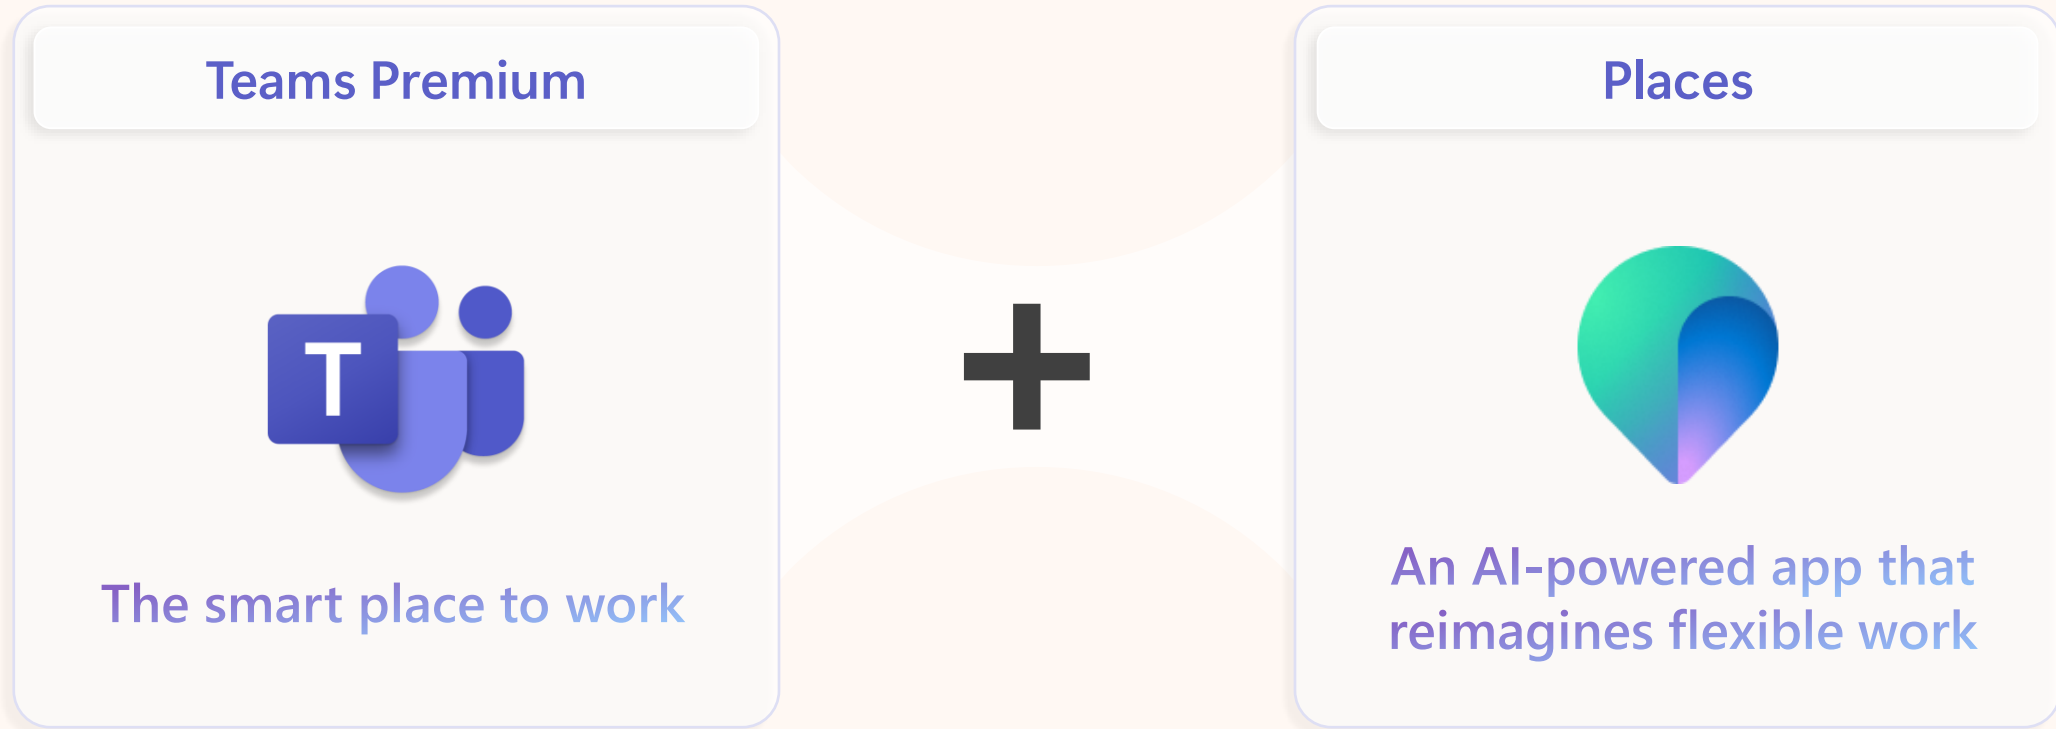 Teams Premium
Places
T
The smart place to work
An AI-powered app that
reimagines flexible work